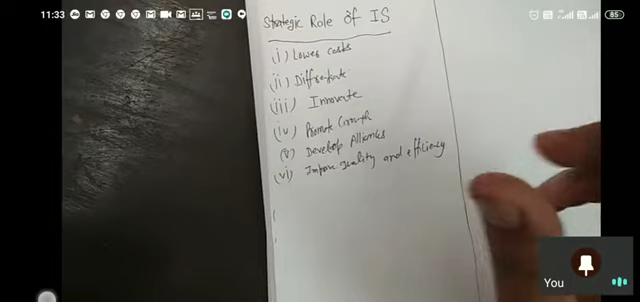 11:33
85
Strategic Role of IS
(i) Lower costs
(ii) Differentiate
(iii) Innovate
(iv) Promote Growth
(v) Develop Alliances
(vi) Improve Quality and efficiency
You